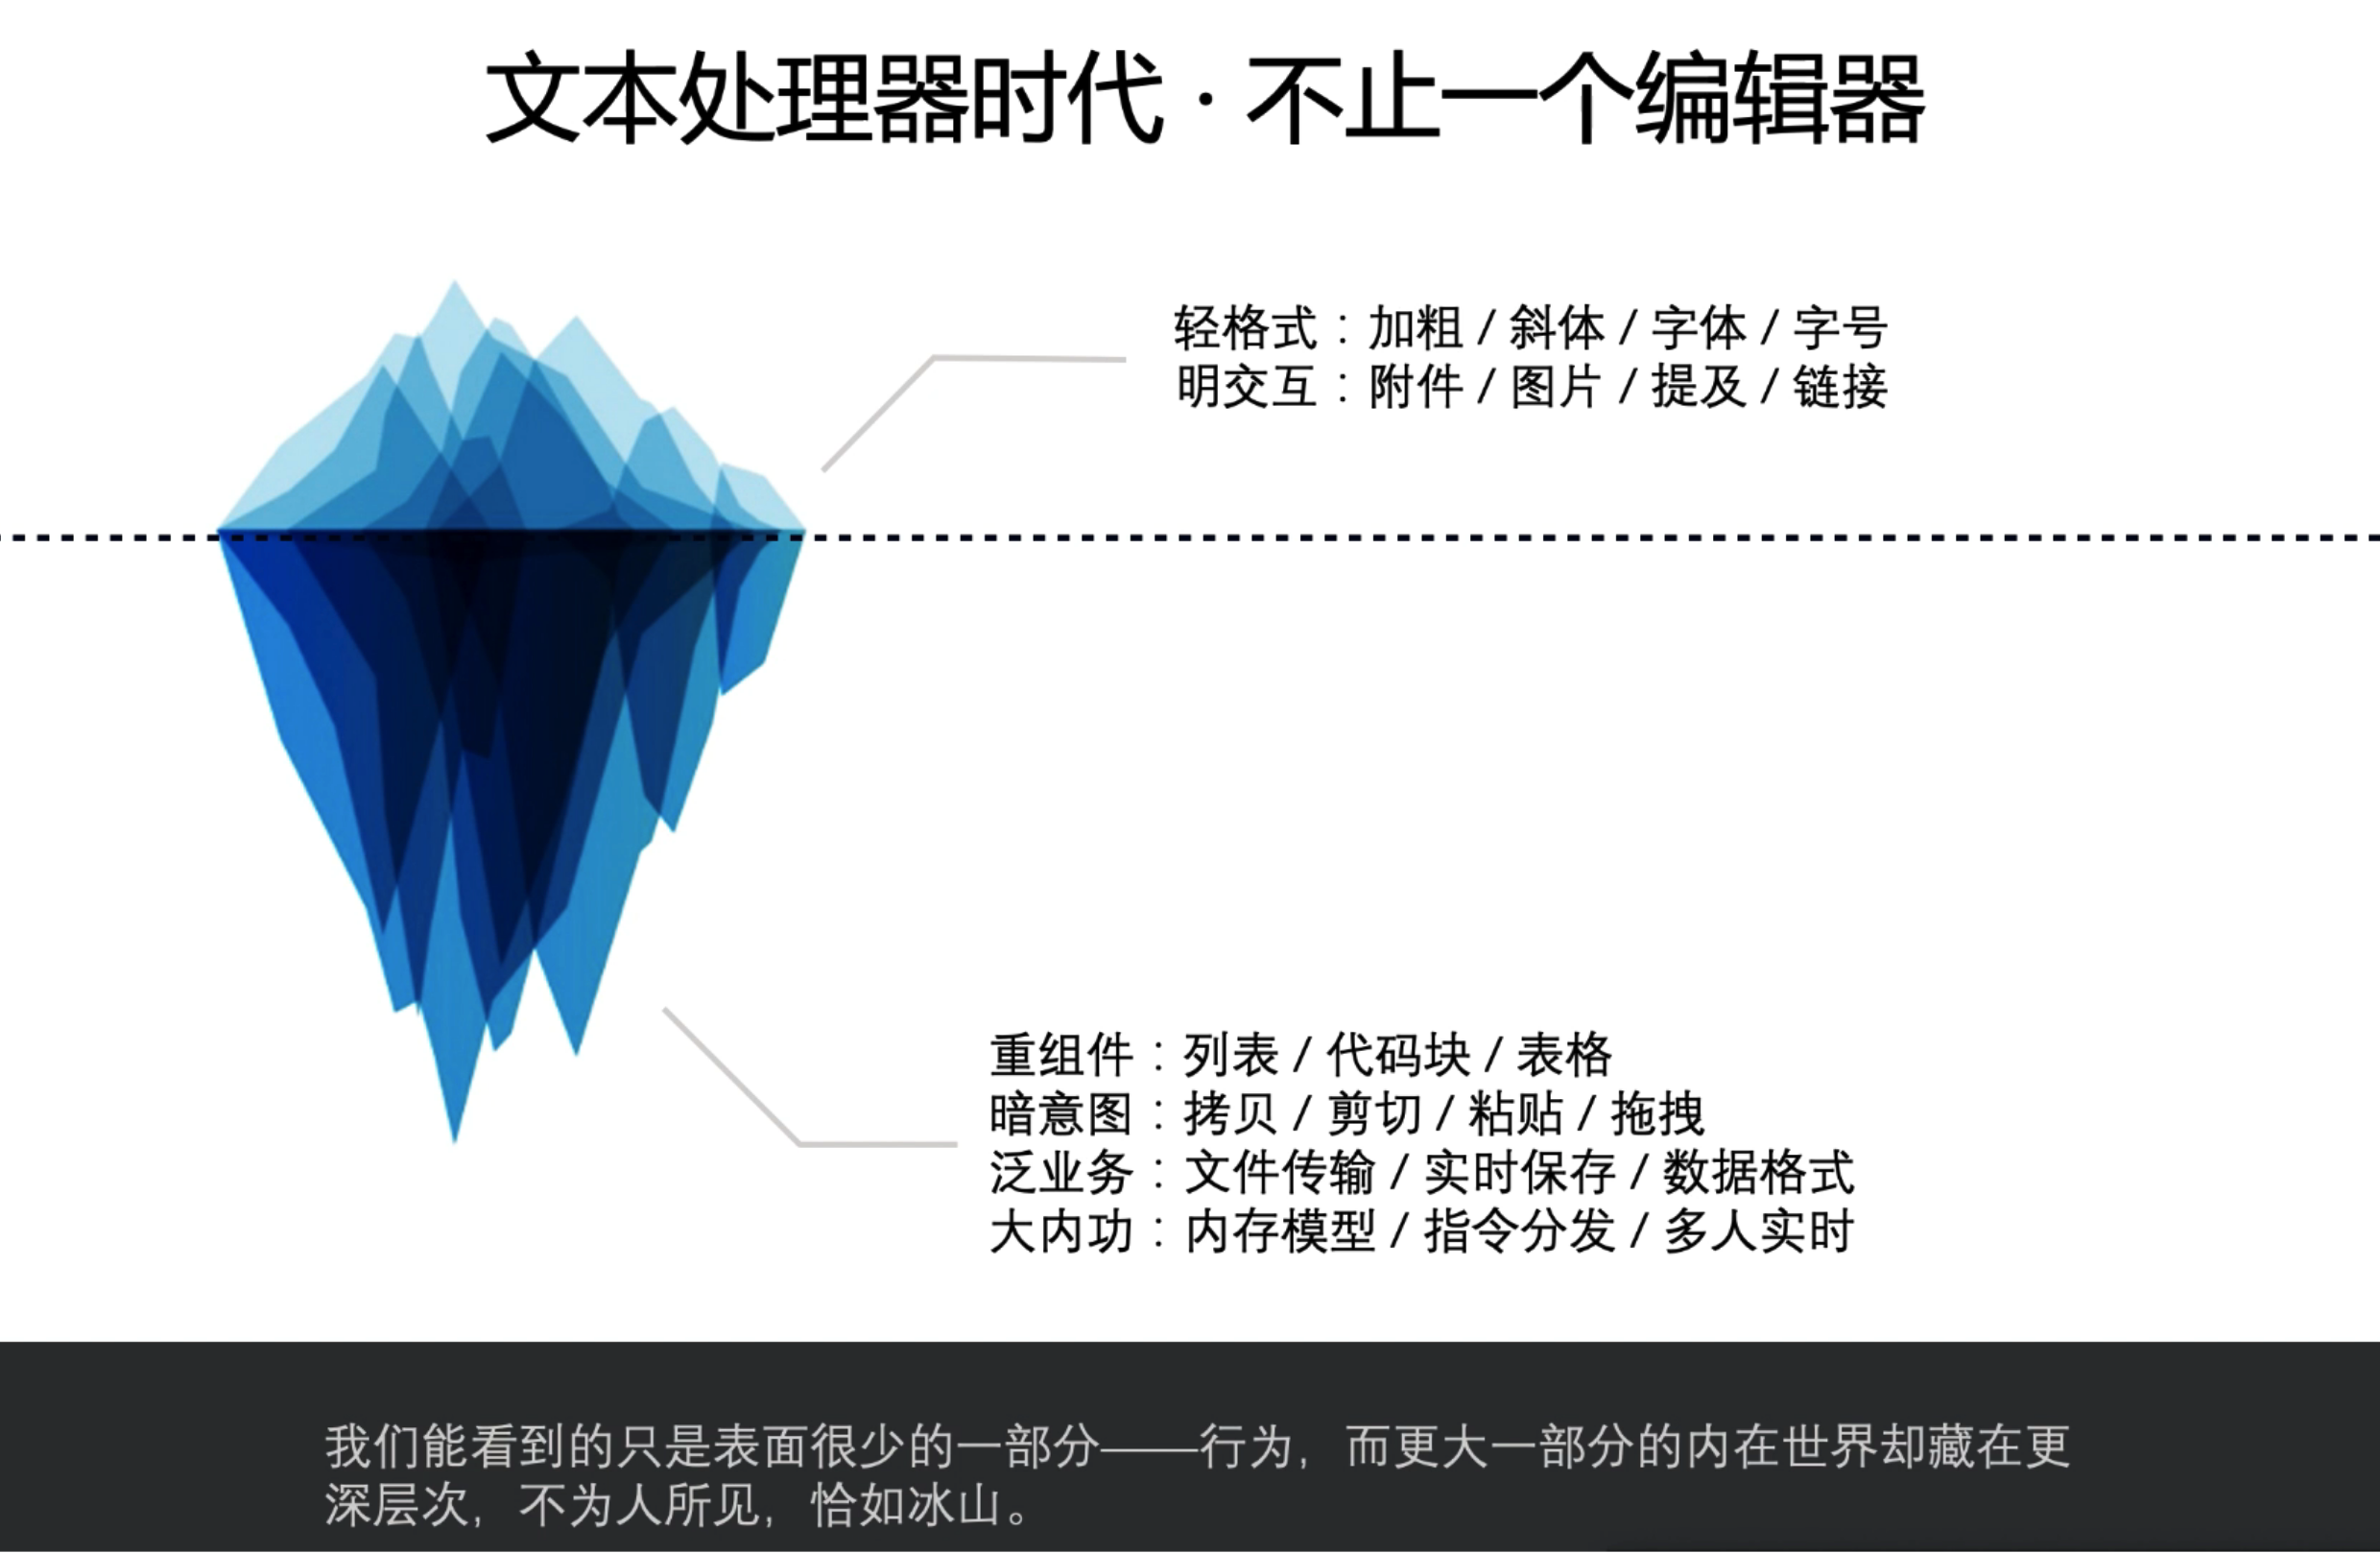 文本处理器时代 · 不止一个编辑器
轻格式：加粗 / 斜体 / 字体 / 字号
明交互：附件 / 图片 / 提及 / 链接
重组件：列表 / 代码块 / 表格
暗意图：拷贝 / 剪切 / 粘贴 / 拖拽
泛业务：文件传输 / 实时保存 / 数据格式
大内功：内存模型 / 指令分发 / 多人实时
我们能看到的只是表面很少的一部分——行为，而更大一部分的内在世界却藏在更
深层次，不为人所见，恰如冰山。